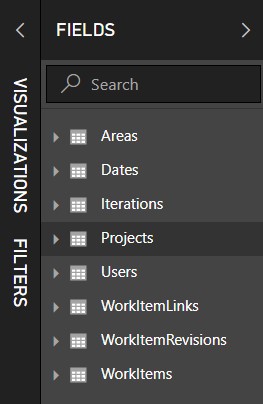 FIELDS
Search
Areas
Dates
Iterations
Projects
Users
WorkItemLinks
WorkItemRevisions
WorkItems
VISUALIZATIONS
FILTERS